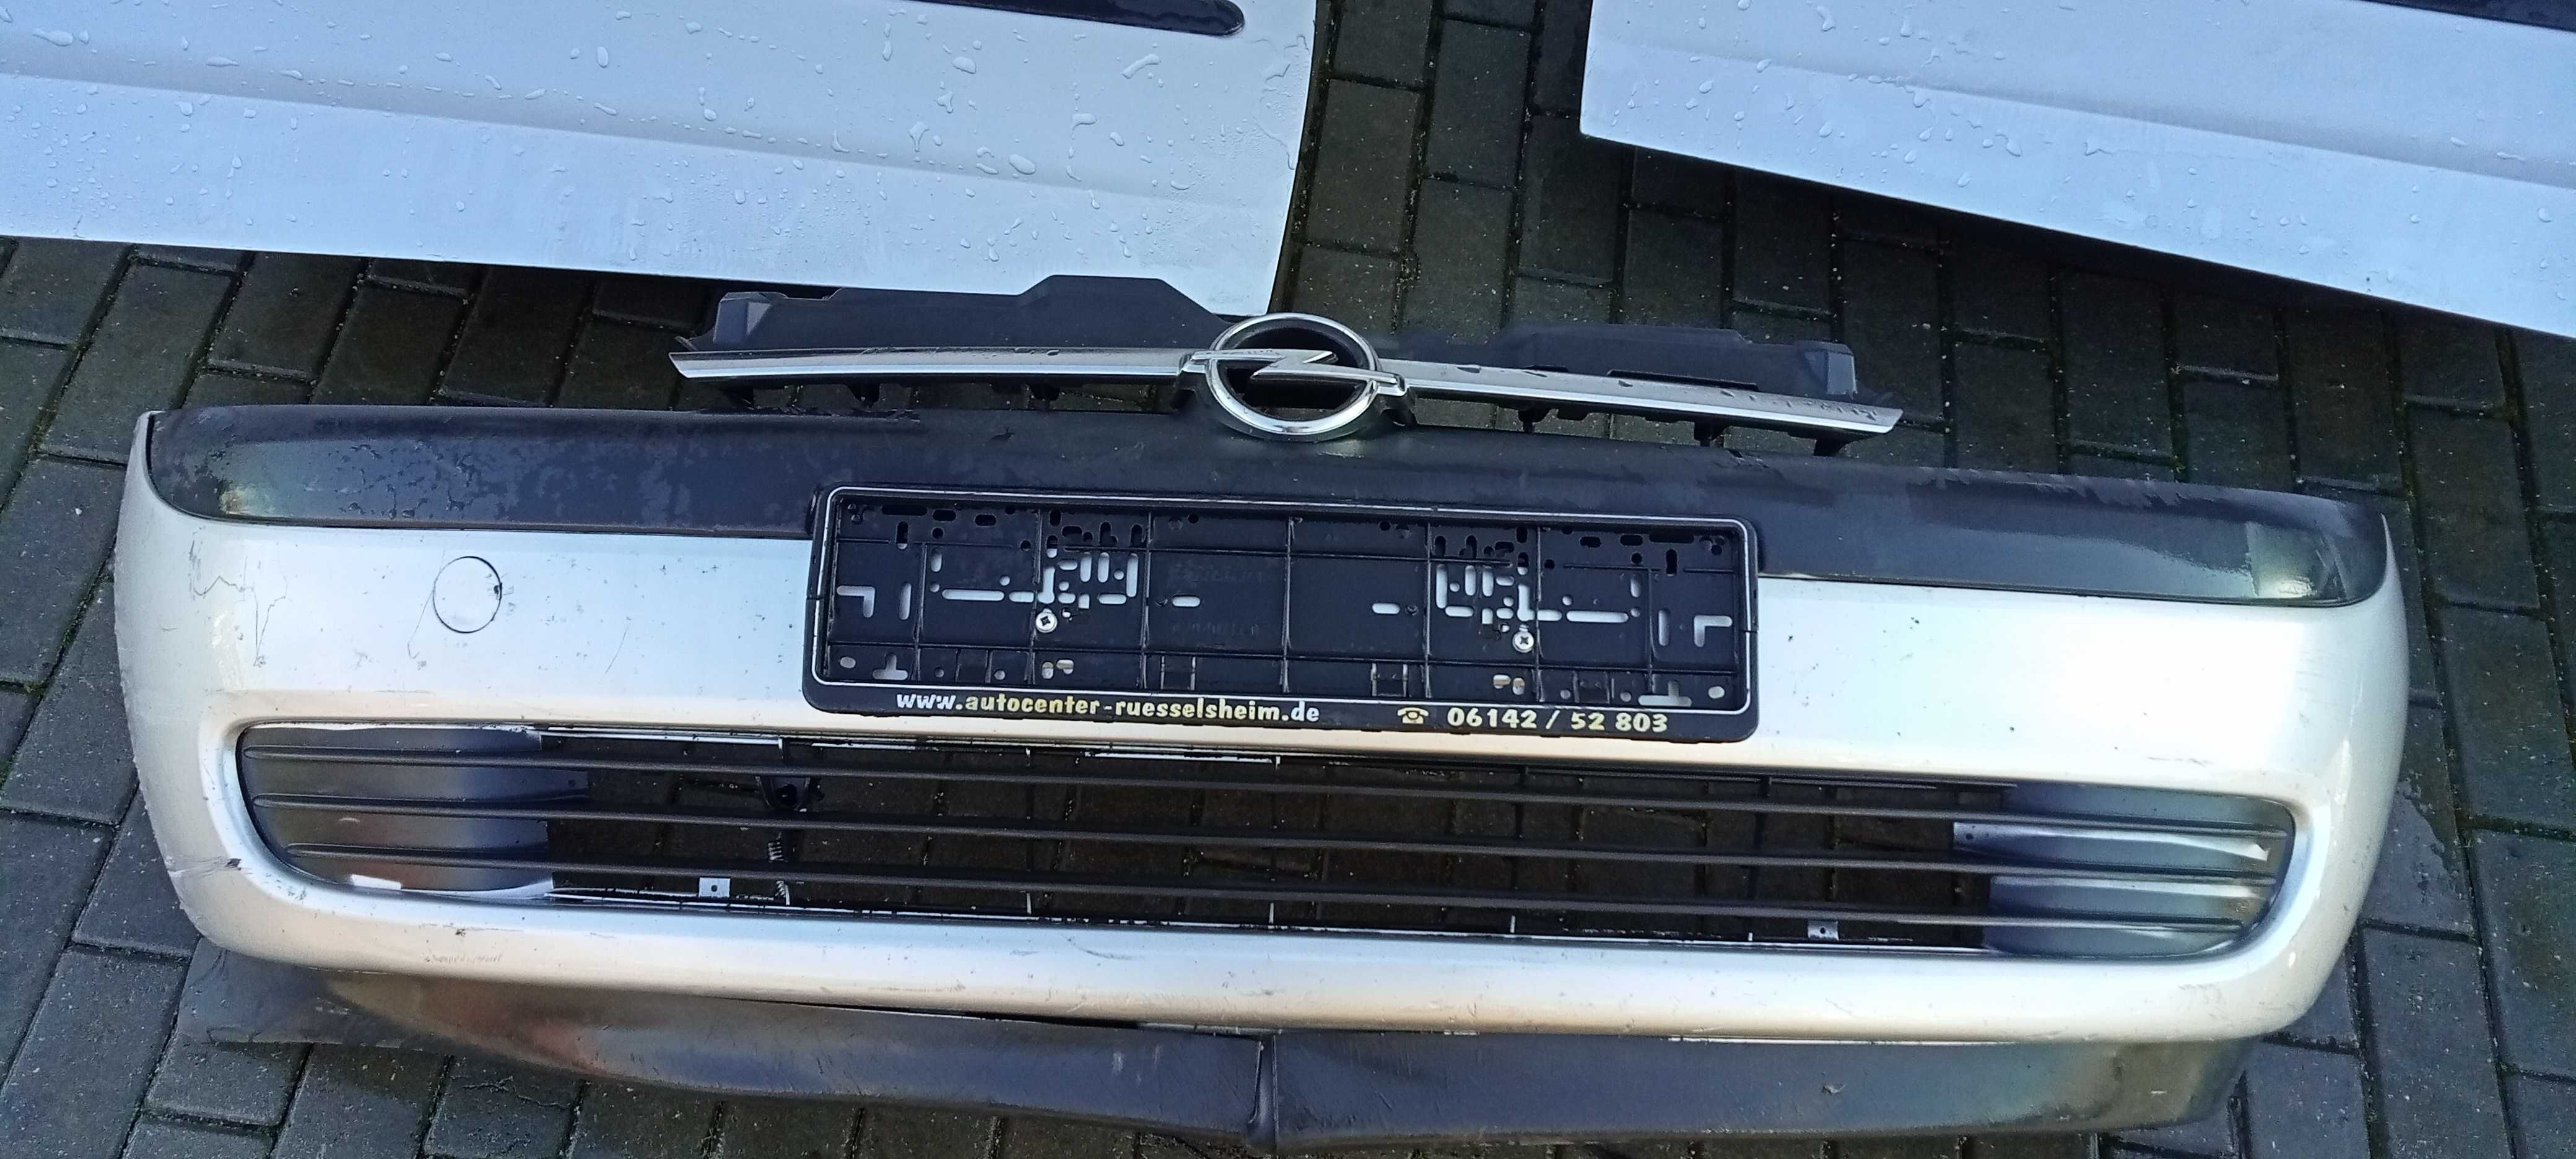 www.autocenter-ruesselsheim.de ☎ 06142 / 52 803